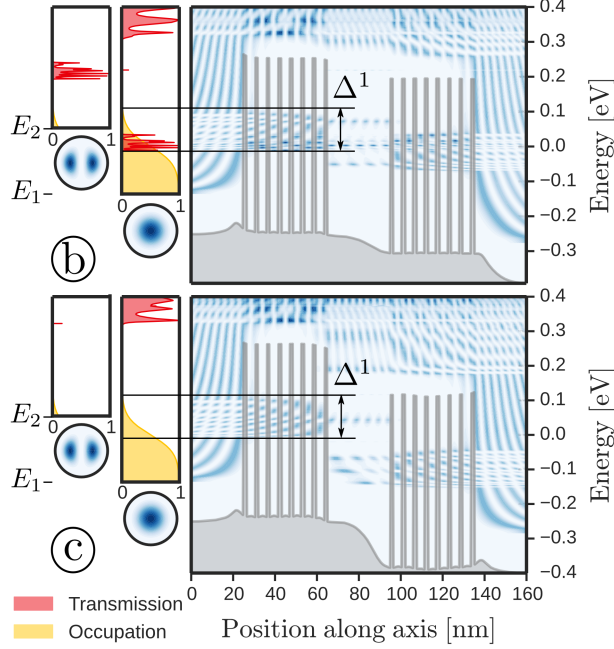 0.4
0.3
0.2
0.1
0.0
−0.1
−0.2
−0.3
Energy [eV]
Δ¹
E₂
0 1
E₁
0 1
b
0.4
0.3
0.2
0.1
0.0
−0.1
−0.2
−0.3
−0.4
Energy [eV]
Δ¹
E₂
0 1
E₁
0 1
c
0 20 40 60 80 100 120 140 160
Position along axis [nm]
Transmission
Occupation